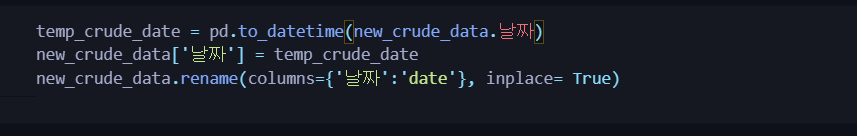 temp_crude_date = pd.to_datetime(new_crude_data.날짜)
new_crude_data['날짜'] = temp_crude_date
new_crude_data.rename(columns={'날짜':'date'}, inplace= True)